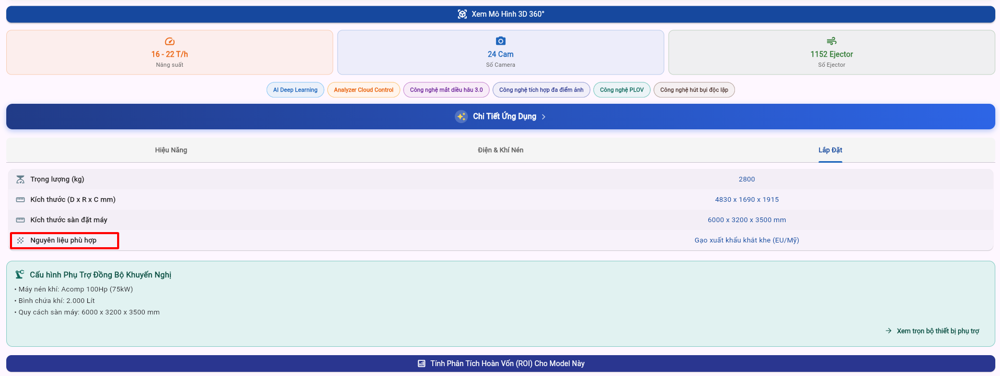 Xem Mô Hình 3D 360°
16 - 22 T/h
Năng suất
24 Cam
Số Camera
1152 Ejector
Số Ejector
AI Deep Learning
Analyzer Cloud Control
Công nghệ mắt diều hâu 3.0
Công nghệ tích hợp đa điểm ảnh
Công nghệ PLOV
Công nghệ hút bụi độc lập
Chi Tiết Ứng Dụng
Hiệu Năng
Điện & Khí Nén
Lắp Đặt
Trọng lượng (kg) 2800
Kích thước (D x R x C mm) 4830 x 1690 x 1915
Kích thước sàn đặt máy 6000 x 3200 x 3500 mm
Nguyên liệu phù hợp Gạo xuất khẩu khát khe (EU/Mỹ)
Cấu hình Phụ Trợ Đồng Bộ Khuyến Nghị
• Máy nén khí: Acomp 100Hp (75kW)
• Bình chứa khí: 2.000 Lít
• Quy cách sàn máy: 6000 x 3200 x 3500 mm
Xem trọn bộ thiết bị phụ trợ
Tính Phân Tích Hoàn Vốn (ROI) Cho Model Này